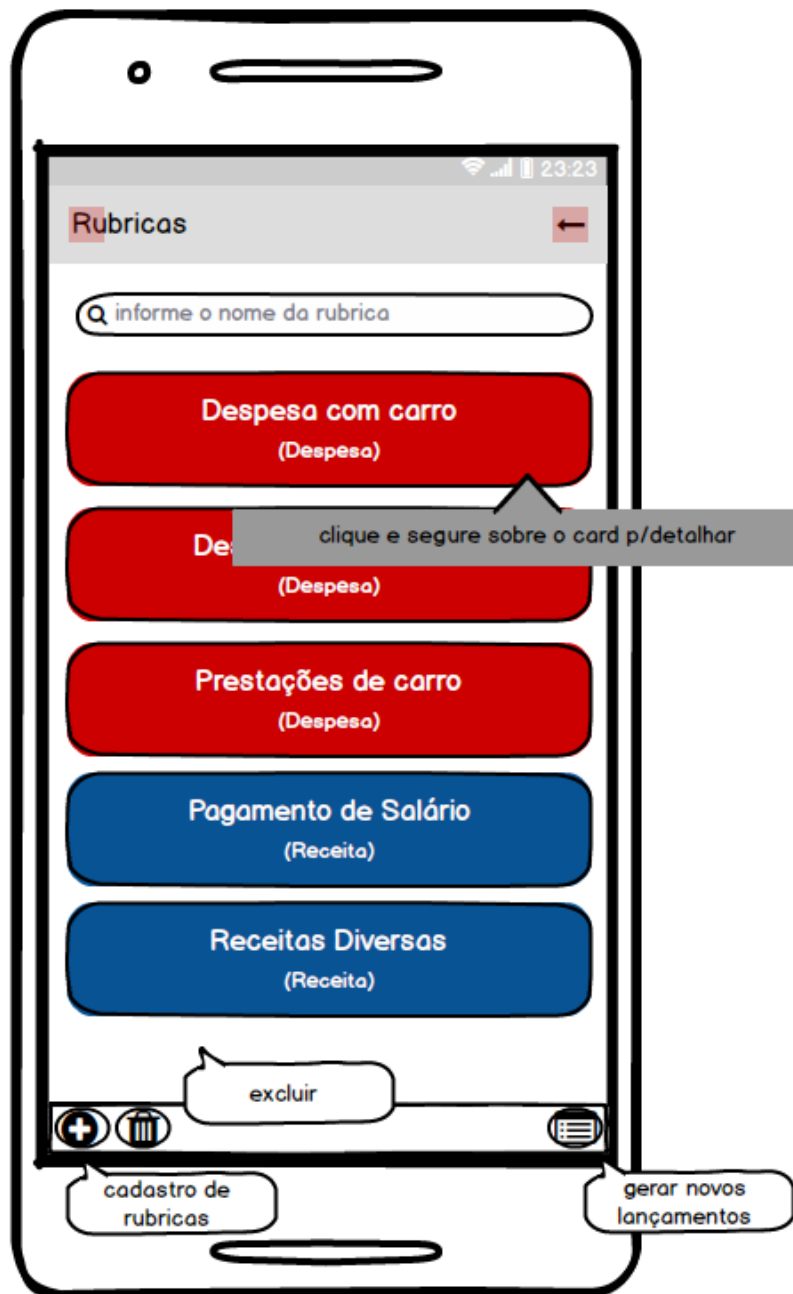 23:23
Rubricas
informe o nome da rubrica
Despesa com carro
(Despesa)
clique e segure sobre o card p/detalhar
(Despesa)
Prestações de carro
(Despesa)
Pagamento de Salário
(Receita)
Receitas Diversas
(Receita)
excluir
cadastro de
rubricas
gerar novos
lançamentos